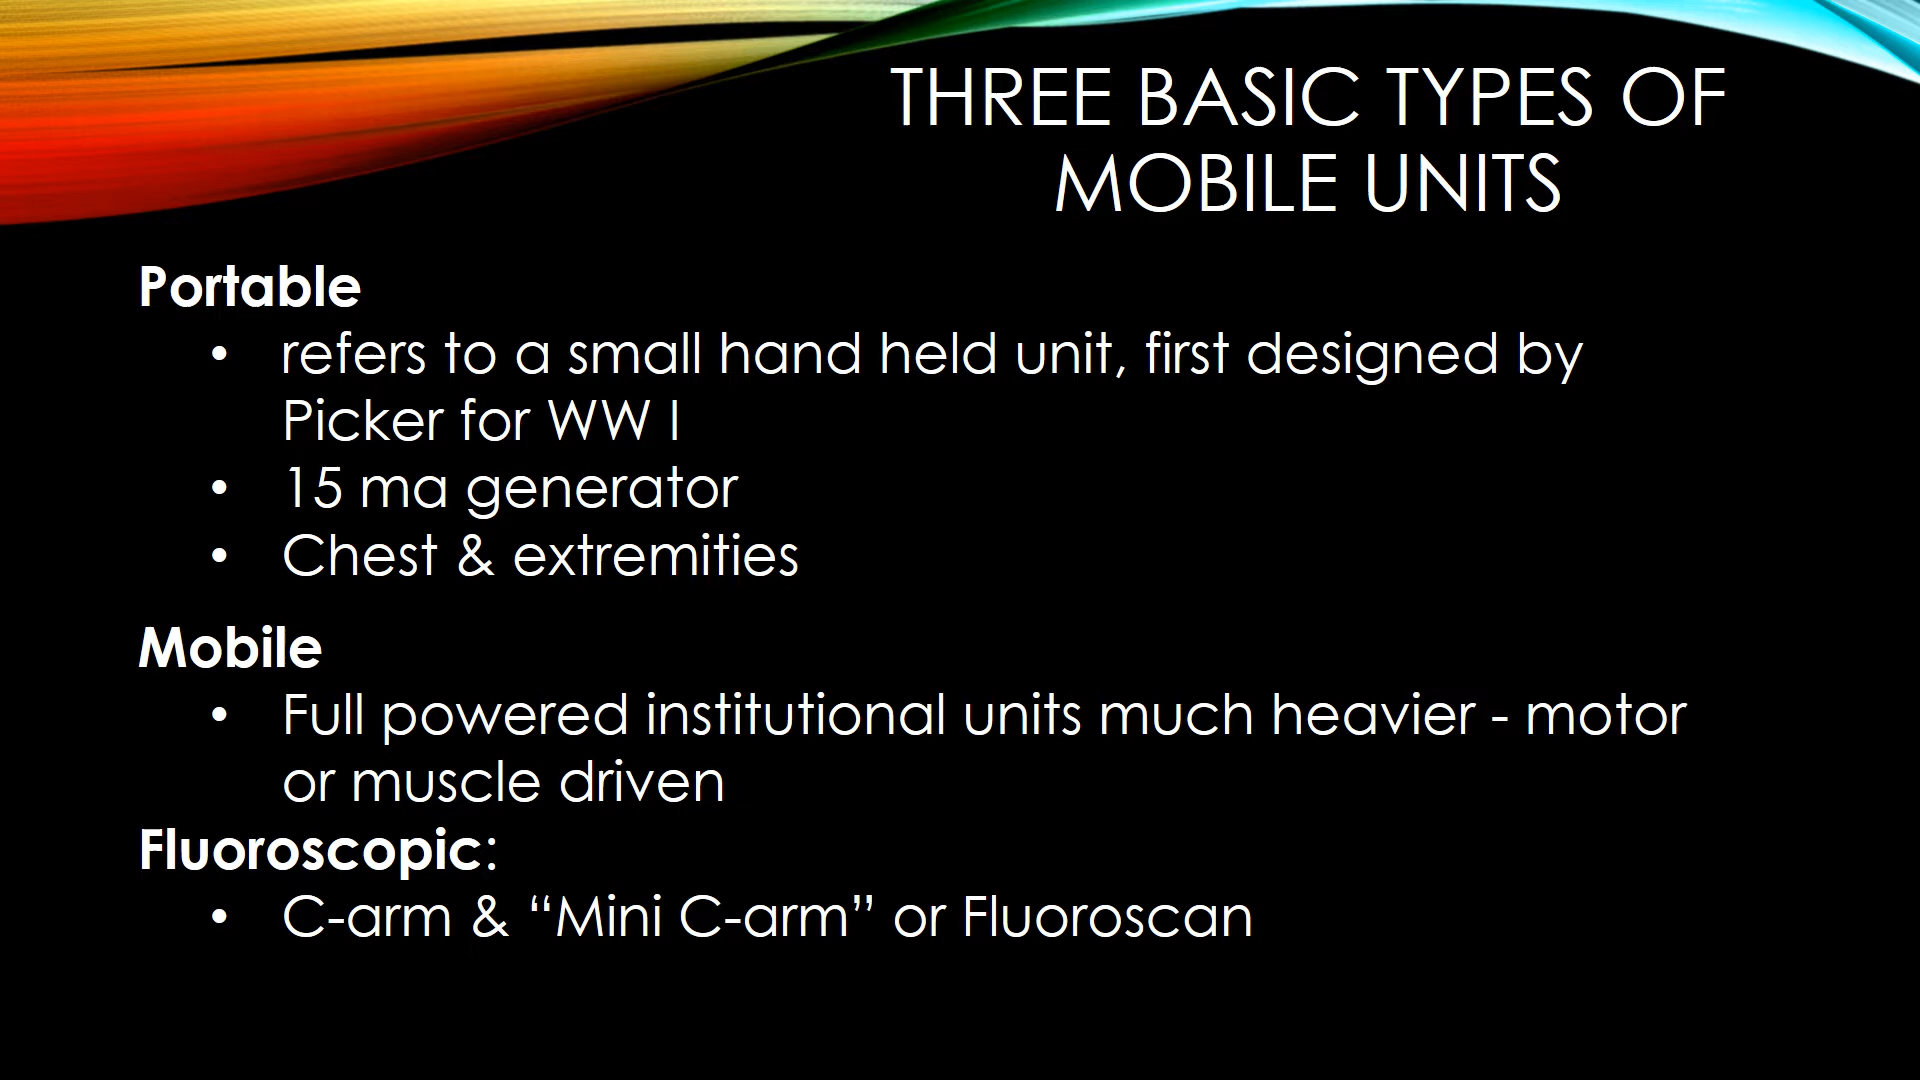 THREE BASIC TYPES OF
MOBILE UNITS
Portable
• refers to a small hand held unit, first designed by
Picker for WW I
• 15 ma generator
• Chest & extremities
Mobile
• Full powered institutional units much heavier - motor
or muscle driven
Fluoroscopic:
• C-arm & “Mini C-arm” or Fluoroscan